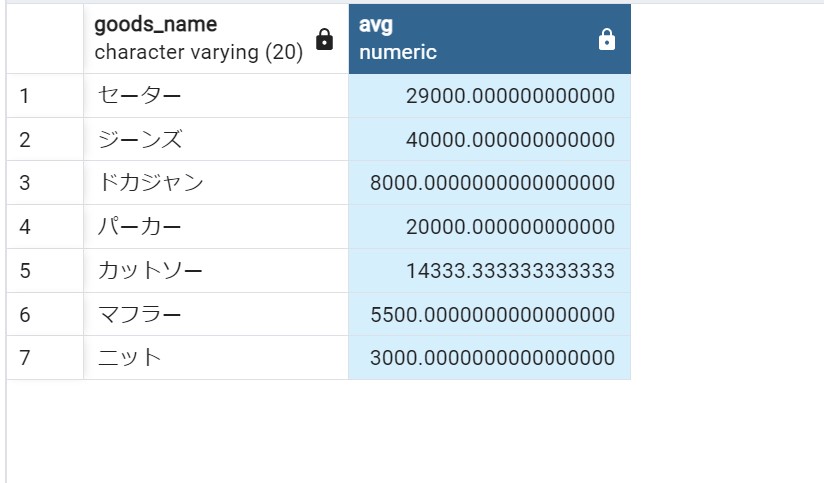 goods_name avg
character varying (20) numeric
1 セーター 29000.000000000000
2 ジーンズ 40000.000000000000
3 ドカジャン 8000.0000000000000000
4 パーカー 20000.000000000000
5 カットソー 14333.333333333333
6 マフラー 5500.0000000000000000
7 ニット 3000.0000000000000000